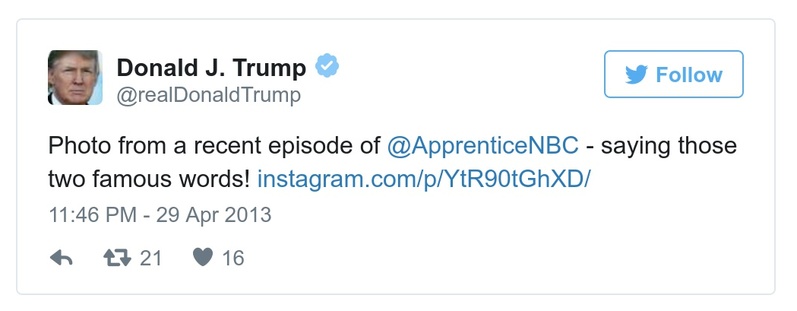 Donald J. Trump
@realDonaldTrump
Follow
Photo from a recent episode of @ApprenticeNBC - saying those
two famous words! instagram.com/p/YtR90tGhXD/
11:46 PM - 29 Apr 2013
21 16